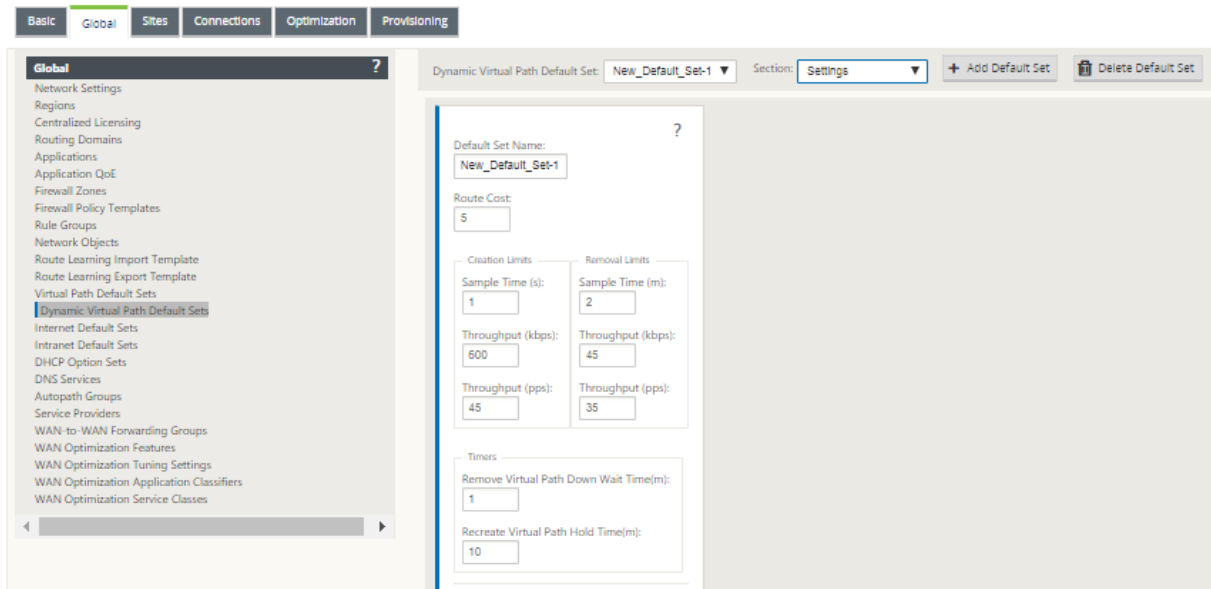 Basic Global Sites Connections Optimization Provisioning
Global ?
Network Settings
Regions
Centralized Licensing
Routing Domains
Applications
Application QoE
Firewall Zones
Firewall Policy Templates
Rule Groups
Network Objects
Route Learning Import Template
Route Learning Export Template
Virtual Path Default Sets
Dynamic Virtual Path Default Sets
Internet Default Sets
Intranet Default Sets
DHCP Option Sets
DNS Services
Autopath Groups
Service Providers
WAN-to-WAN Forwarding Groups
WAN Optimization Features
WAN Optimization Tuning Settings
WAN Optimization Application Classifiers
WAN Optimization Service Classes
Dynamic Virtual Path Default Set: New_Default_Set-1 Section: Settings + Add Default Set Delete Default Set
?
Default Set Name:
New_Default_Set-1
Route Cost:
5
Creation Limits Removal Limits
Sample Time (s): Sample Time (m):
1 2
Throughput (kbps): Throughput (kbps):
600 45
Throughput (pps): Throughput (pps):
45 35
Timers
Remove Virtual Path Down Wait Time(m):
1
Recreate Virtual Path Hold Time(m):
10